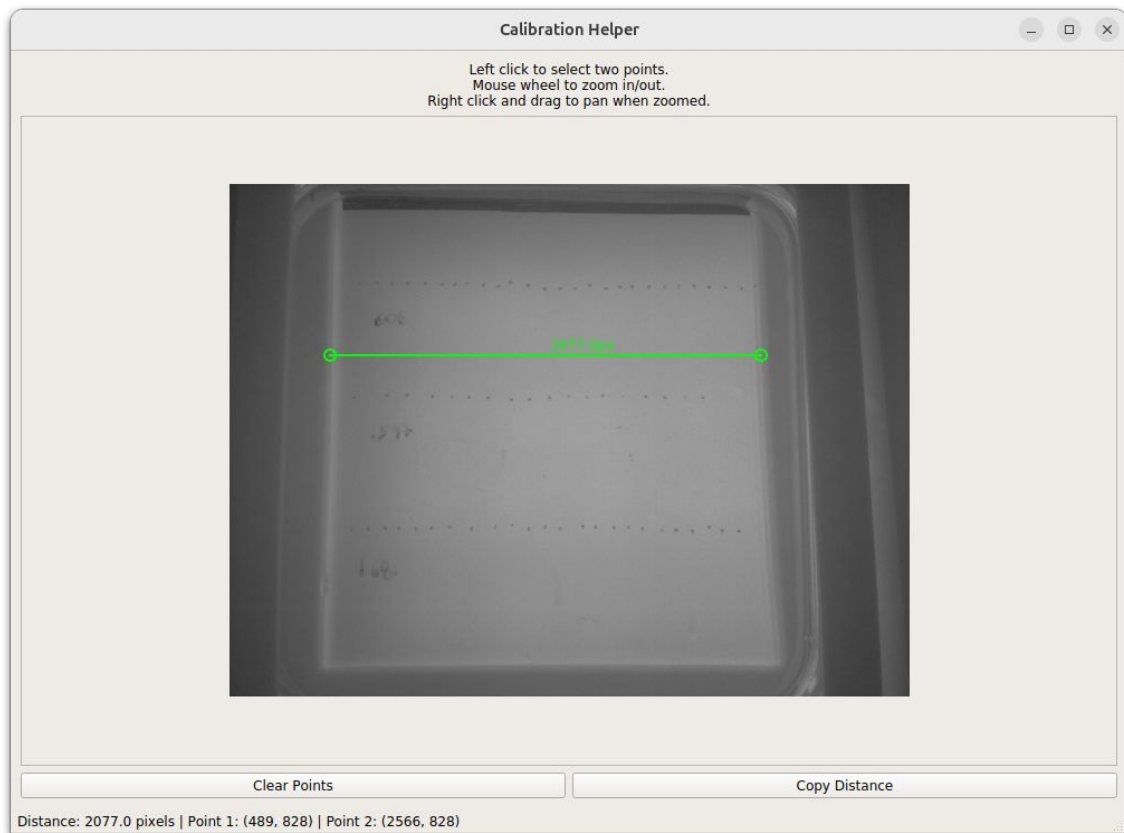 Calibration Helper
Left click to select two points.
Mouse wheel to zoom in/out.
Right click and drag to pan when zoomed.
Clear Points
Copy Distance
Distance: 2077.0 pixels | Point 1: (489, 828) | Point 2: (2566, 828)